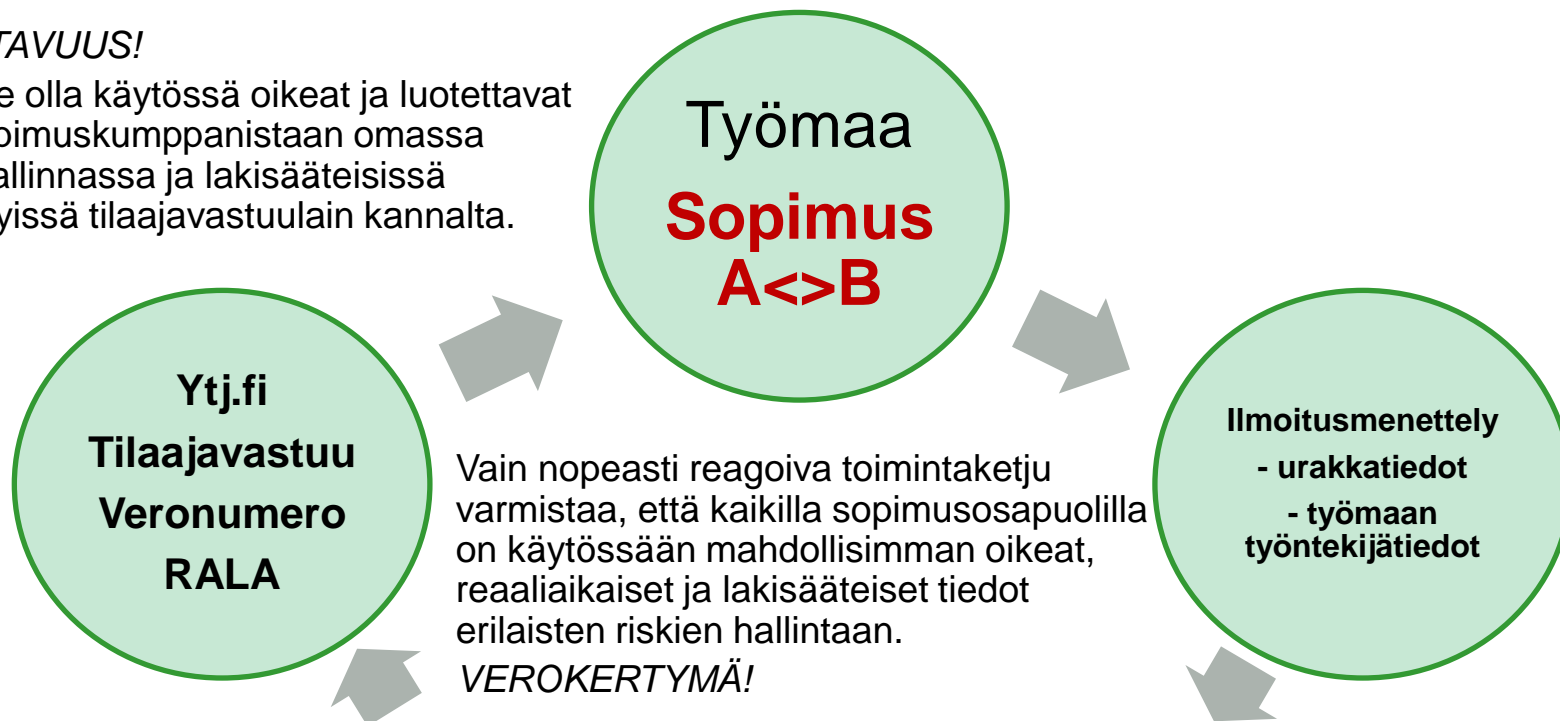 TAVUUS!
e olla käytössä oikeat ja luotettavat
oimuskumppanistaan omassa
allinnassa ja lakisääteisissä
yissä tilaajavastuulain kannalta.
Työmaa
Sopimus
A<>B
Ytj.fi
Tilaajavastuu
Veronumero
RALA
Vain nopeasti reagoiva toimintaketju
varmistaa, että kaikilla sopimusosapuolilla
on käytössään mahdollisimman oikeat,
reaaliaikaiset ja lakisääteiset tiedot
erilaisten riskien hallintaan.
VEROKERTYMÄ!
Ilmoitusmenettely
- urakkatiedot
- työmaan
työntekijätiedot